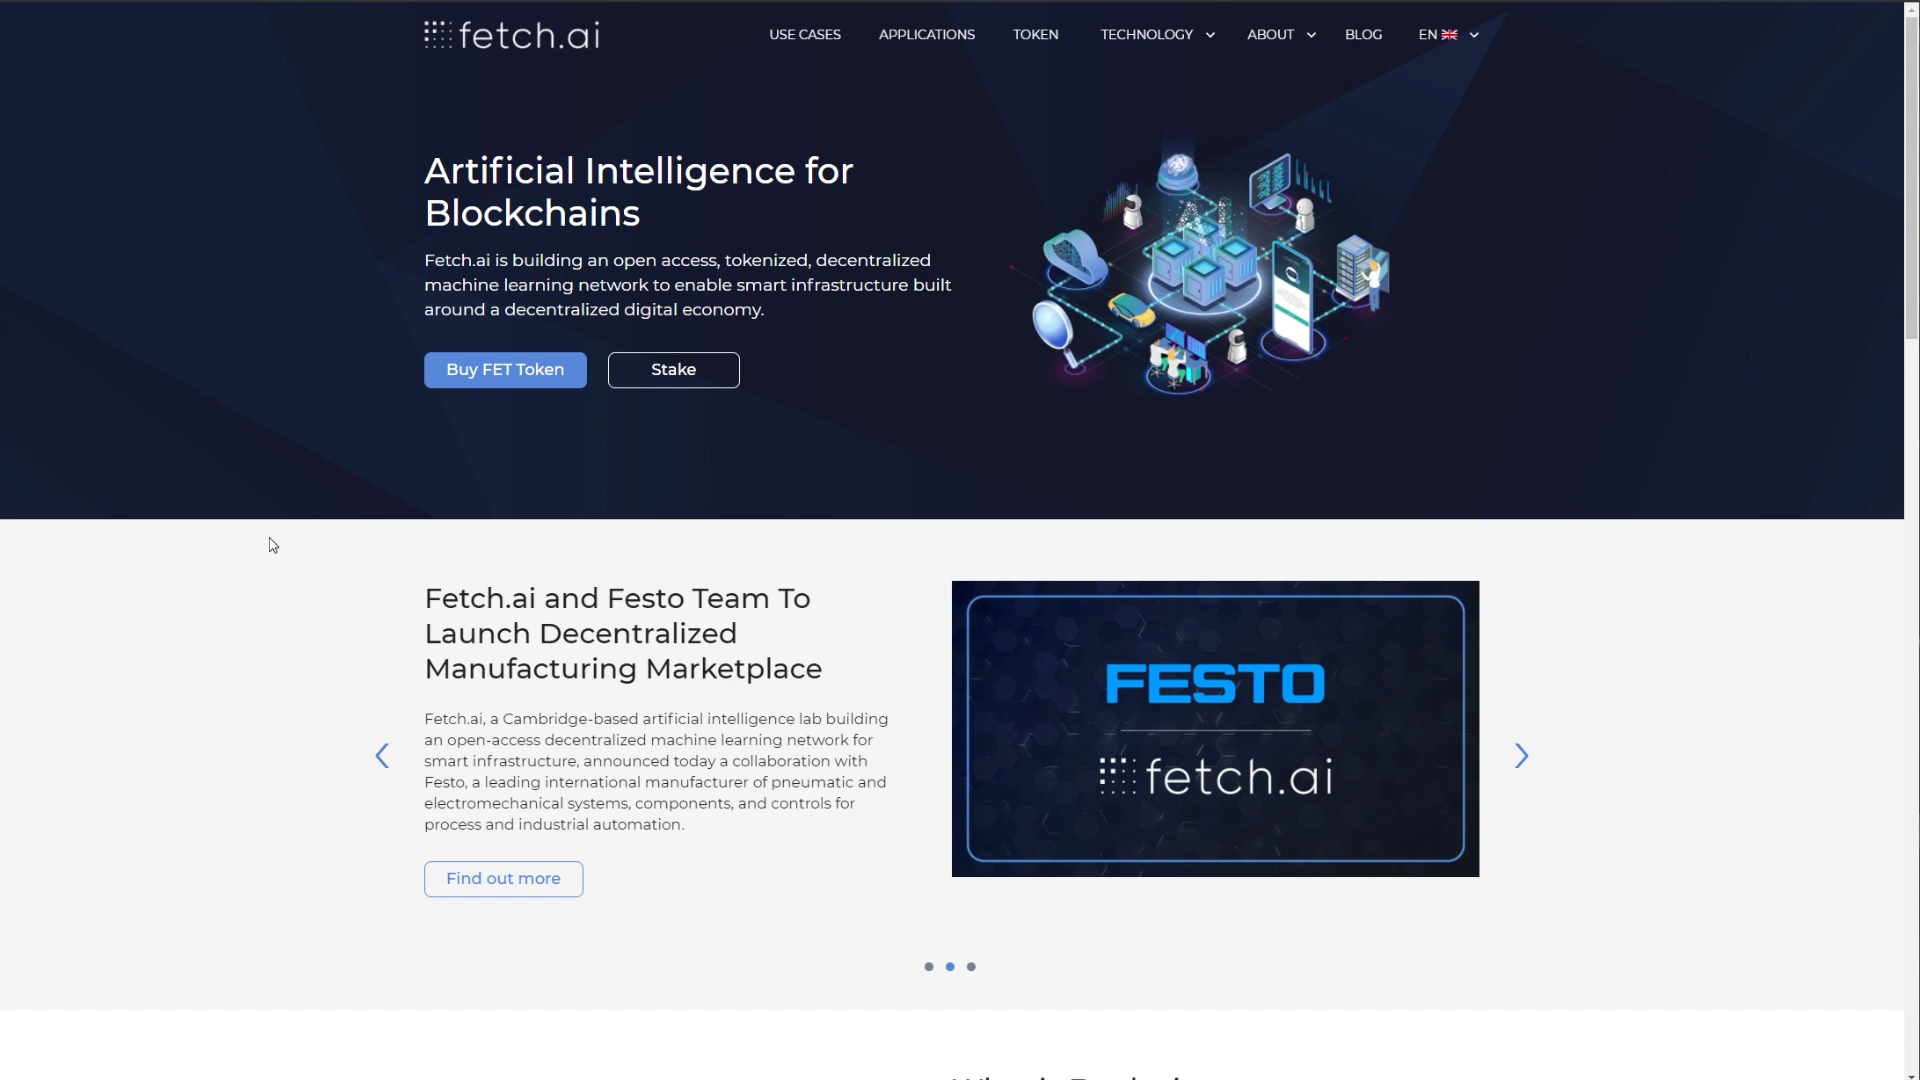 fetch.ai
USE CASES
APPLICATIONS
TOKEN
TECHNOLOGY
ABOUT
BLOG
EN
Artificial Intelligence for
Blockchains
Fetch.ai is building an open access, tokenized, decentralized
machine learning network to enable smart infrastructure built
around a decentralized digital economy.
Buy FET Token
Stake
AI
Fetch.ai and Festo Team To
Launch Decentralized
Manufacturing Marketplace
Fetch.ai, a Cambridge-based artificial intelligence lab building
an open-access decentralized machine learning network for
smart infrastructure, announced today a collaboration with
Festo, a leading international manufacturer of pneumatic and
electromechanical systems, components, and controls for
process and industrial automation.
Find out more
FESTO
fetch.ai